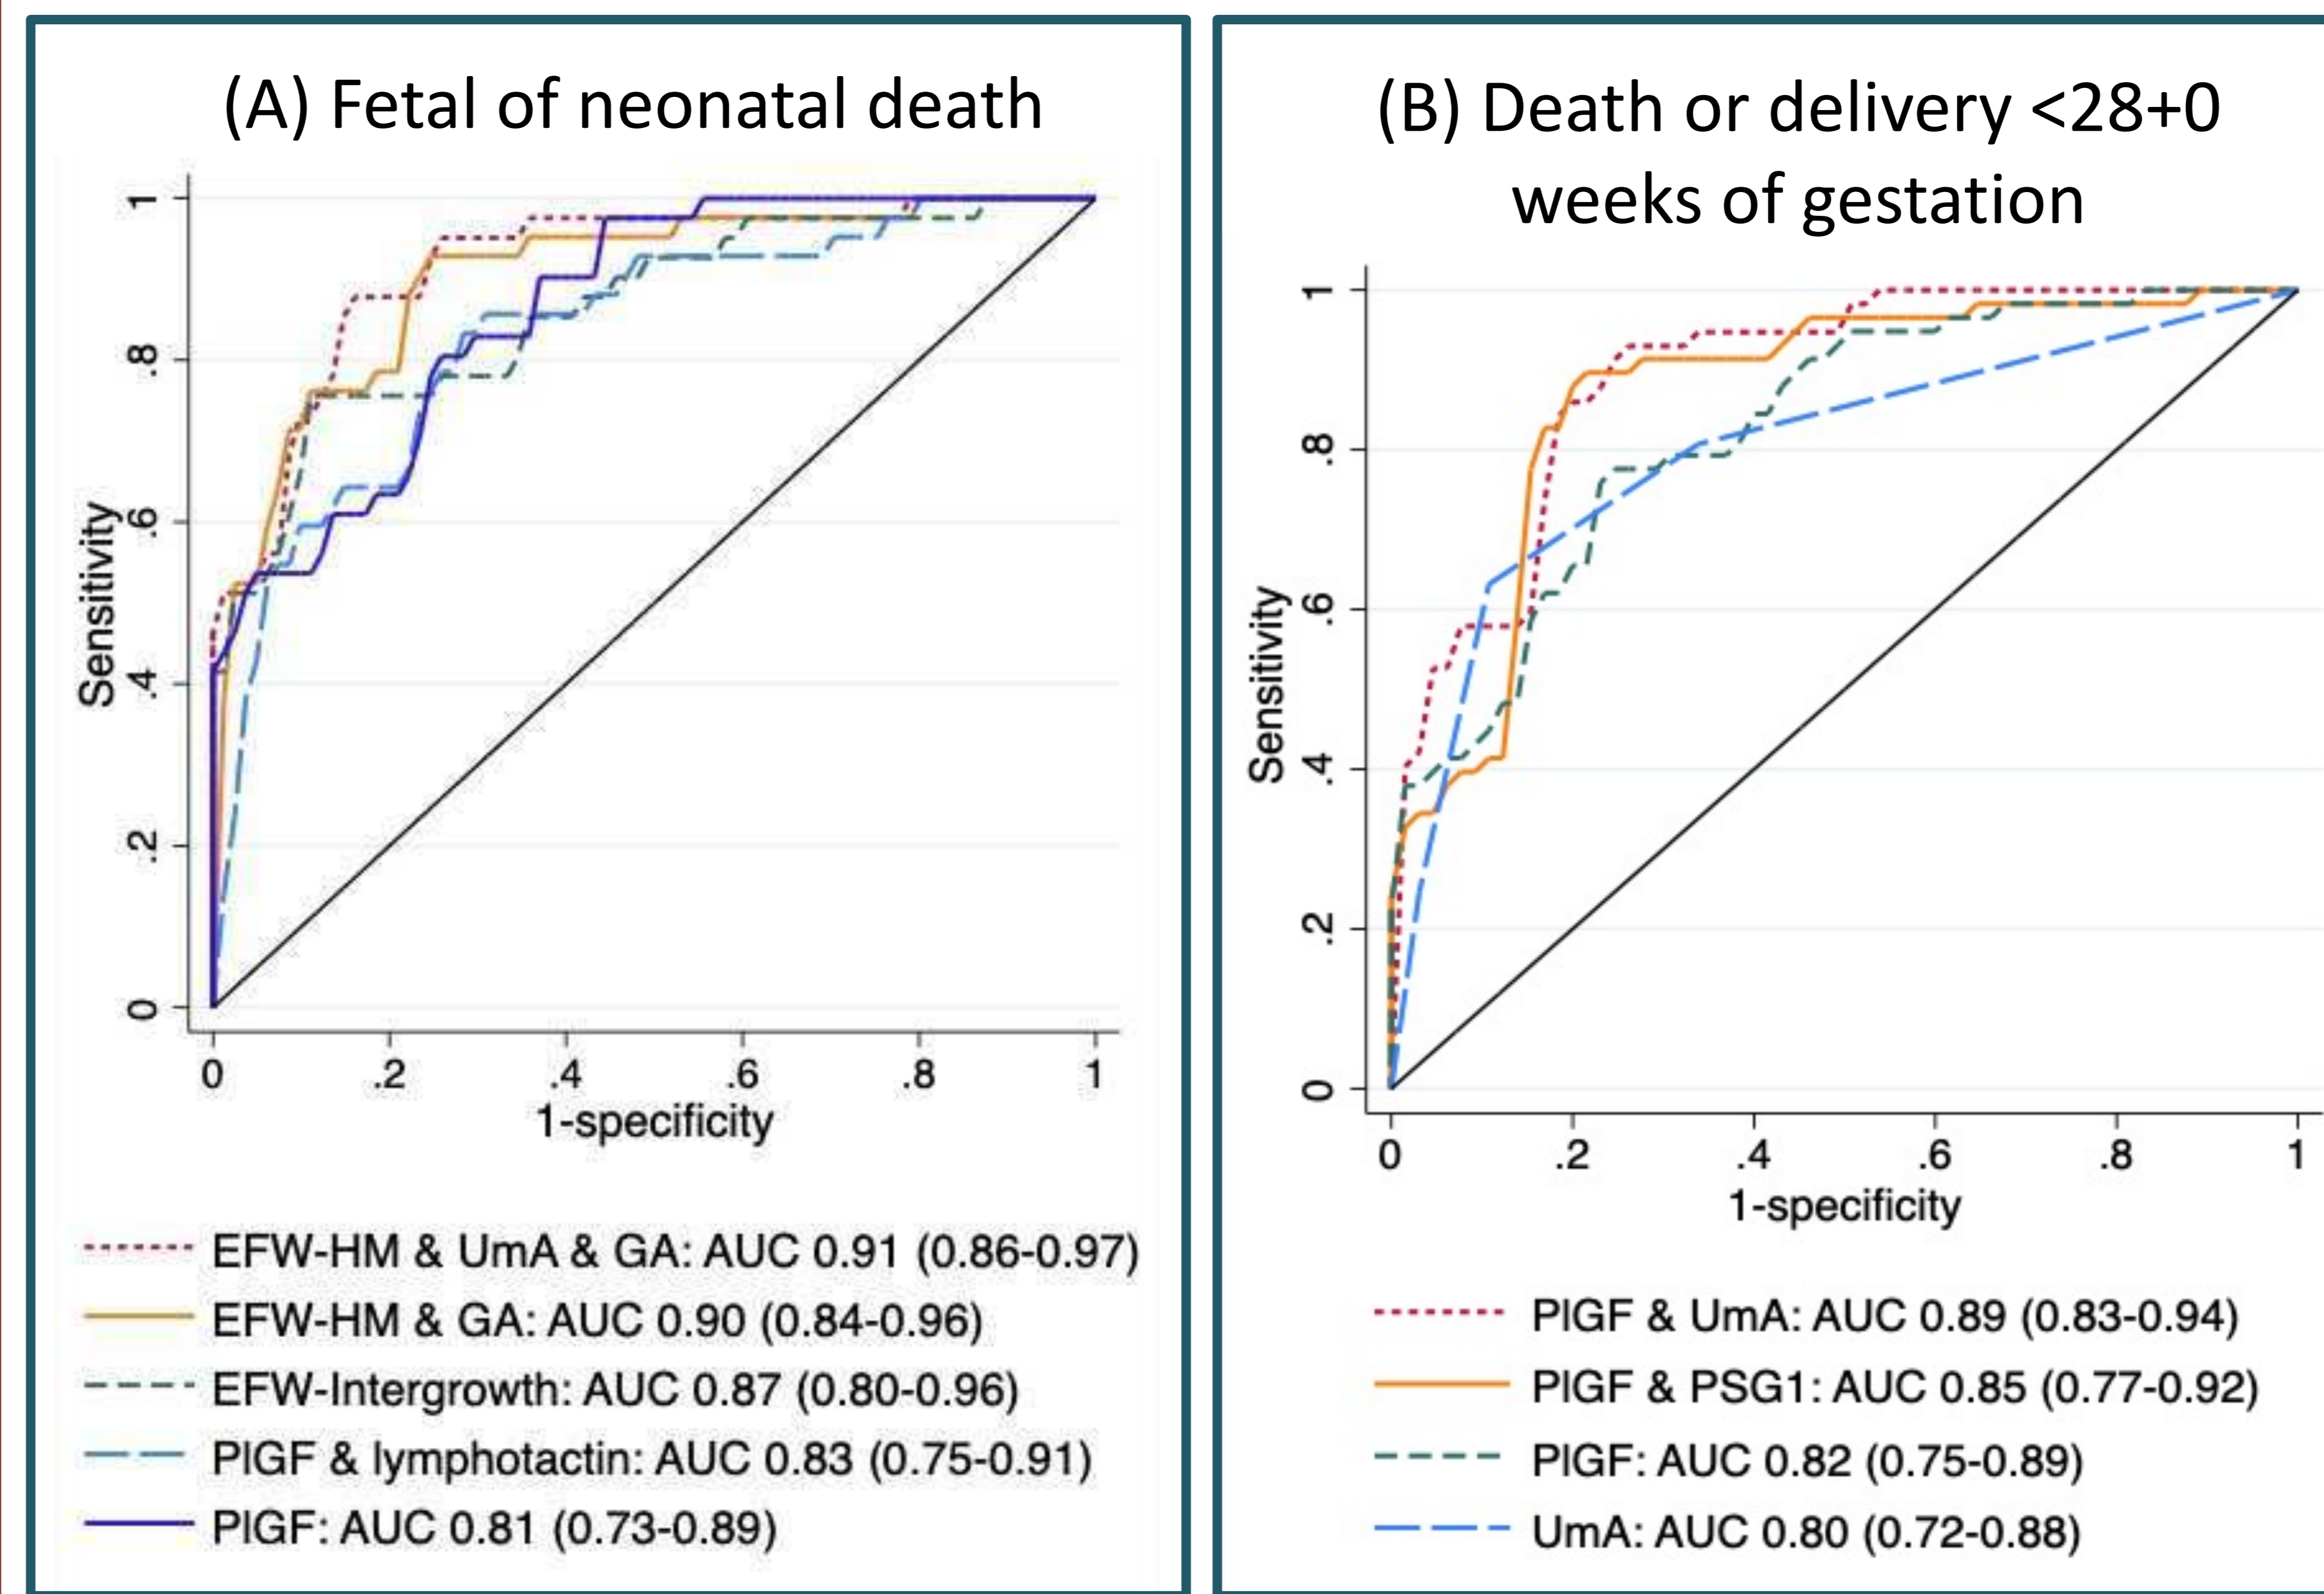 (A) Fetal of neonatal death
Sensitivity
1
.8
.6
.4
.2
0
0 .2 .4 .6 .8 1
1-specificity
EFW-HM & UmA & GA: AUC 0.91 (0.86-0.97)
EFW-HM & GA: AUC 0.90 (0.84-0.96)
EFW-Intergrowth: AUC 0.87 (0.80-0.96)
PlGF & lymphotactin: AUC 0.83 (0.75-0.91)
PlGF: AUC 0.81 (0.73-0.89)
(B) Death or delivery <28+0
weeks of gestation
Sensitivity
1
.8
.6
.4
.2
0
0 .2 .4 .6 .8 1
1-specificity
PlGF & UmA: AUC 0.89 (0.83-0.94)
PlGF & PSG1: AUC 0.85 (0.77-0.92)
PlGF: AUC 0.82 (0.75-0.89)
UmA: AUC 0.80 (0.72-0.88)